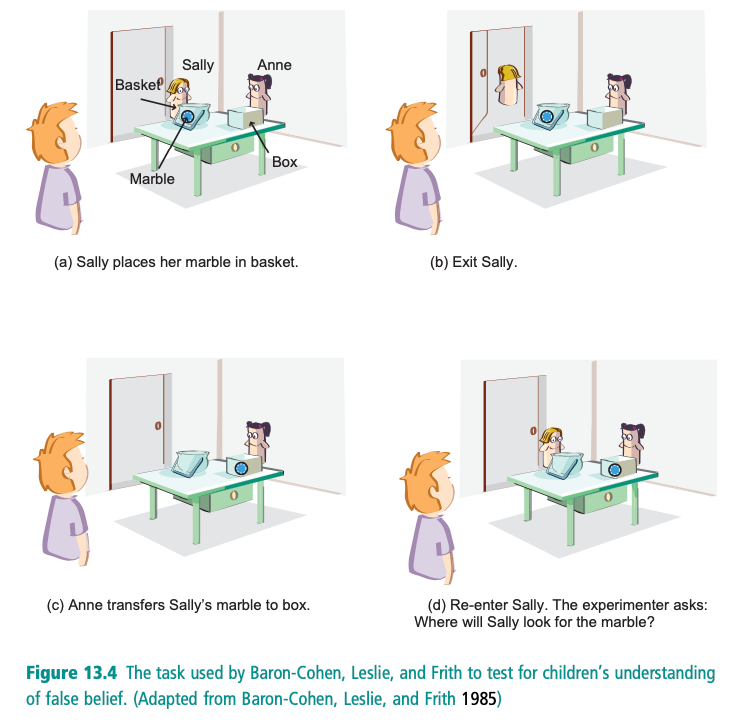 Sally
Anne
Basket
Box
Marble
(a) Sally places her marble in basket.
(b) Exit Sally.
(c) Anne transfers Sally’s marble to box.
(d) Re-enter Sally. The experimenter asks:
Where will Sally look for the marble?
Figure 13.4 The task used by Baron-Cohen, Leslie, and Frith to test for children’s understanding
of false belief. (Adapted from Baron-Cohen, Leslie, and Frith 1985)